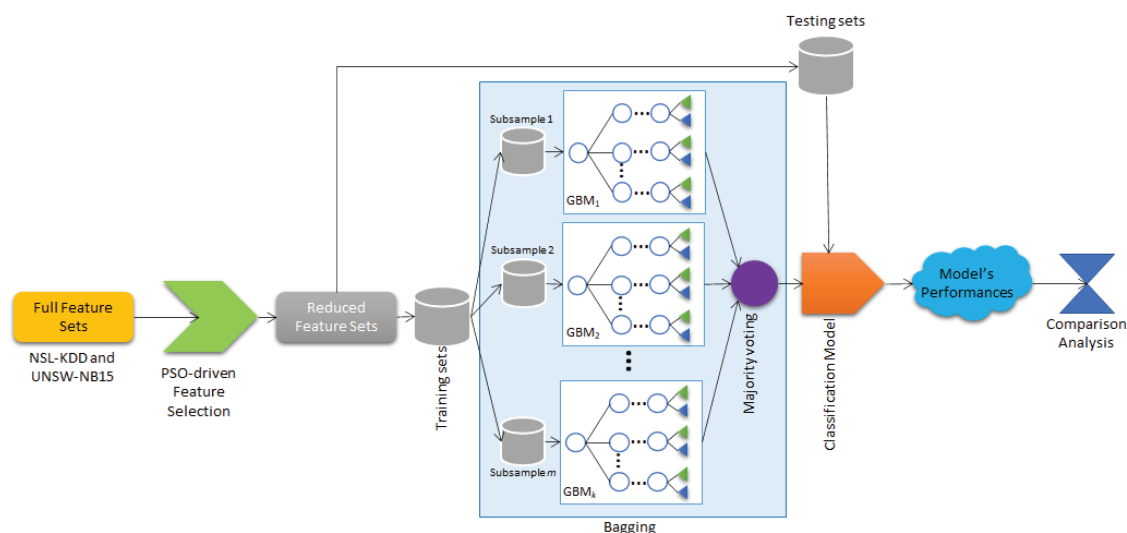 Full Feature
Sets
NSL-KDD and
UNSW-NB15
PSO-driven
Feature
Selection
Reduced
Feature Sets
Training sets
Subsample 1
GBM1
Subsample 2
GBM2
Subsample m
GBMk
Bagging
Majority voting
Testing sets
Classification Model
Model's
Performances
Comparison
Analysis